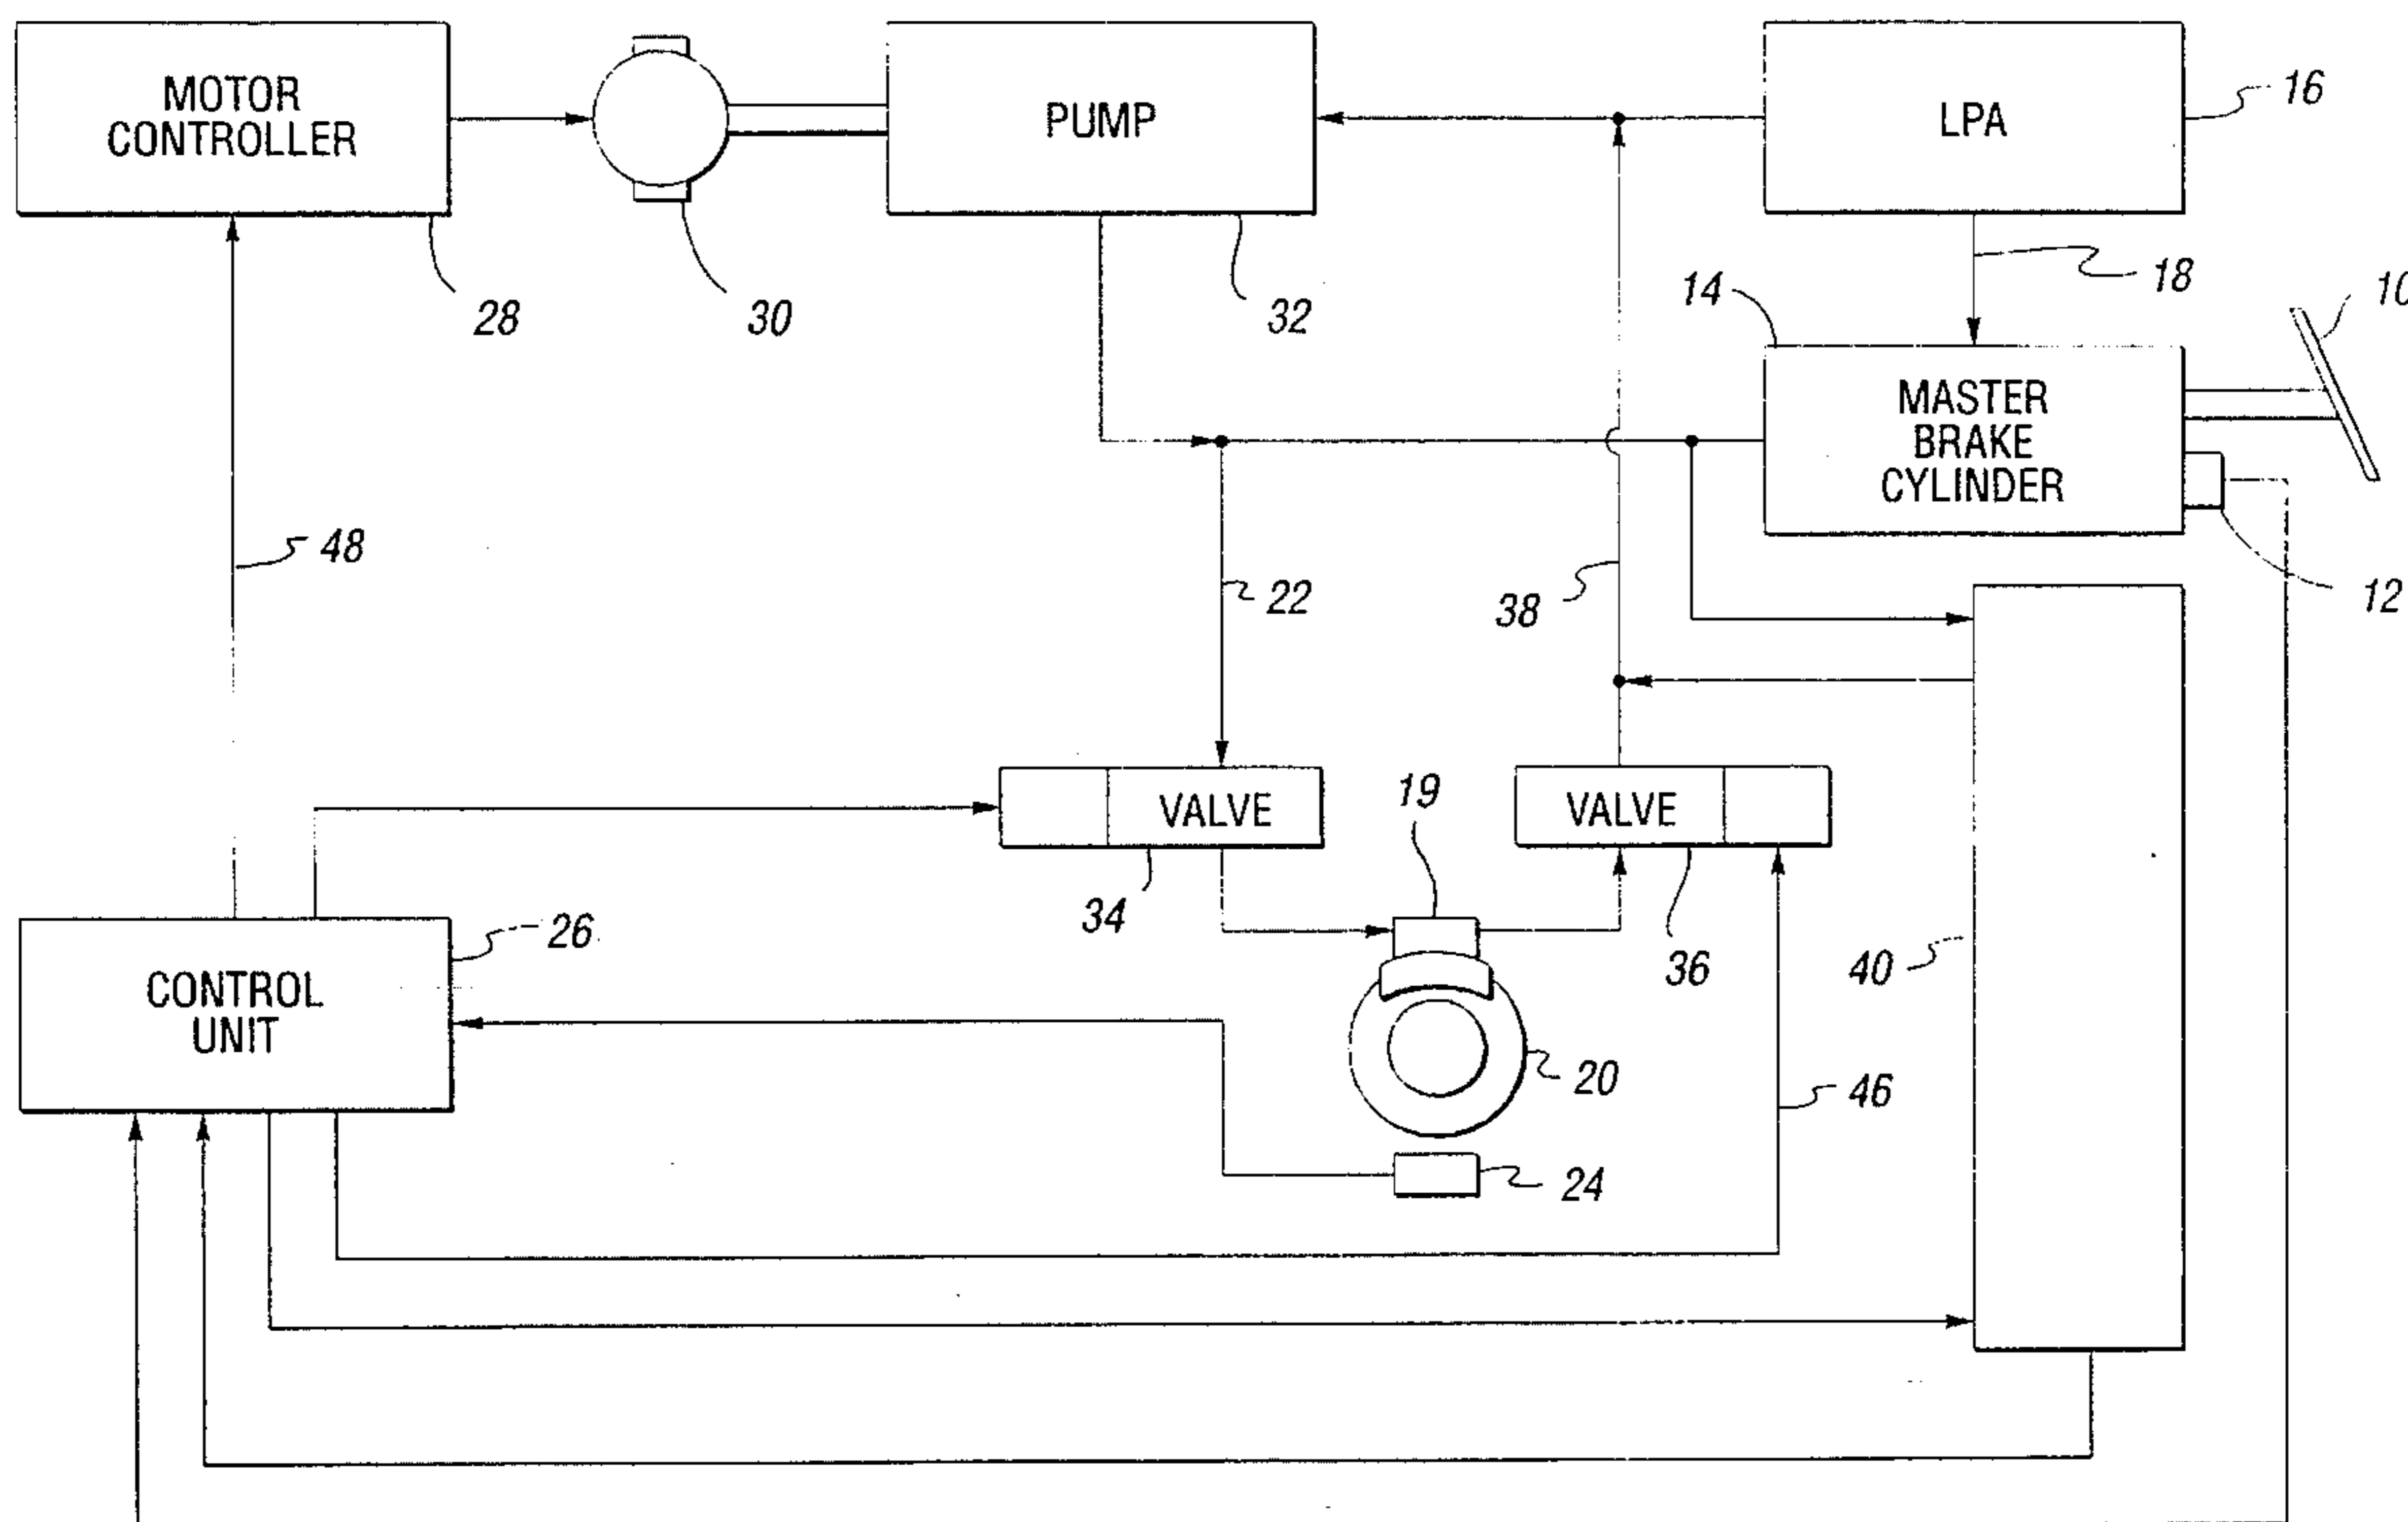 MOTOR
CONTROLLER
PUMP
LPA
16
28
30
32
18
14
10
MASTER
BRAKE
CYLINDER
48
22
38
12
VALVE
VALVE
19
34
36
40
26
CONTROL
UNIT
20
46
24